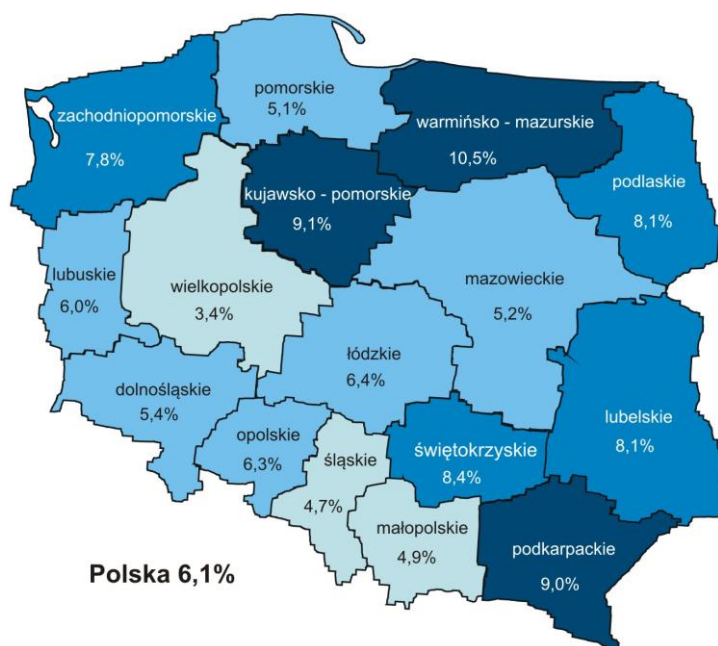 pomorskie
5,1%
zachodniopomorskie
7,8%
warmińsko - mazurskie
10,5%
podlaskie
8,1%
kujawsko - pomorskie
9,1%
lubuskie
6,0%
wielkopolskie
3,4%
mazowieckie
5,2%
łódzkie
6,4%
dolnośląskie
5,4%
opolskie
6,3%
śląskie
4,7%
świętokrzyskie
8,4%
lubelskie
8,1%
małopolskie
4,9%
podkarpackie
9,0%
Polska 6,1%